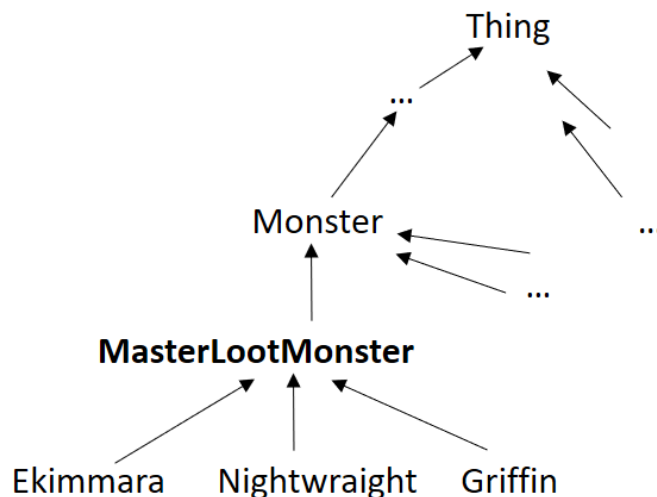 Thing
...
Monster
...
...
MasterLootMonster
Ekimmara Nightwraight Griffin